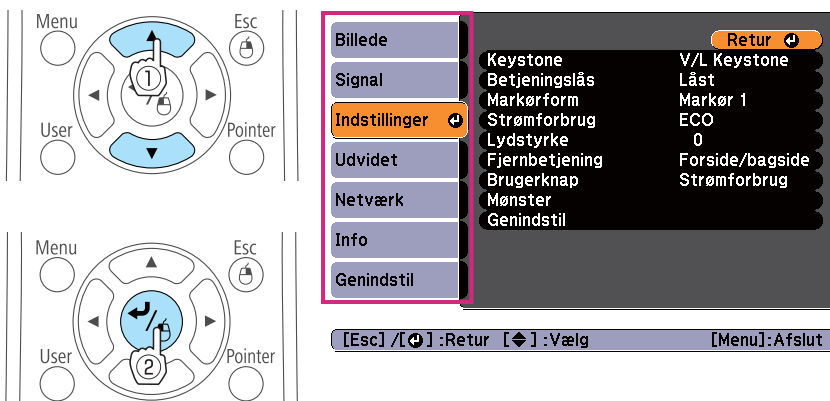 Menu
Esc
1
User
Pointer
Menu
Esc
User
Pointer
2
Billede
Signal
Indstillinger
Udvidet
Netværk
Info
Genindstil
Retur
Keystone V/L Keystone
Betjeningslås Låst
Markørform Markør 1
Strømforbrug ECO
Lydstyrke 0
Fjernbetjening Forside/bagside
Brugerknap Strømforbrug
Mønster
Genindstil
[Esc] /[⏎] :Retur [◆] :Vælg [Menu]:Afslut